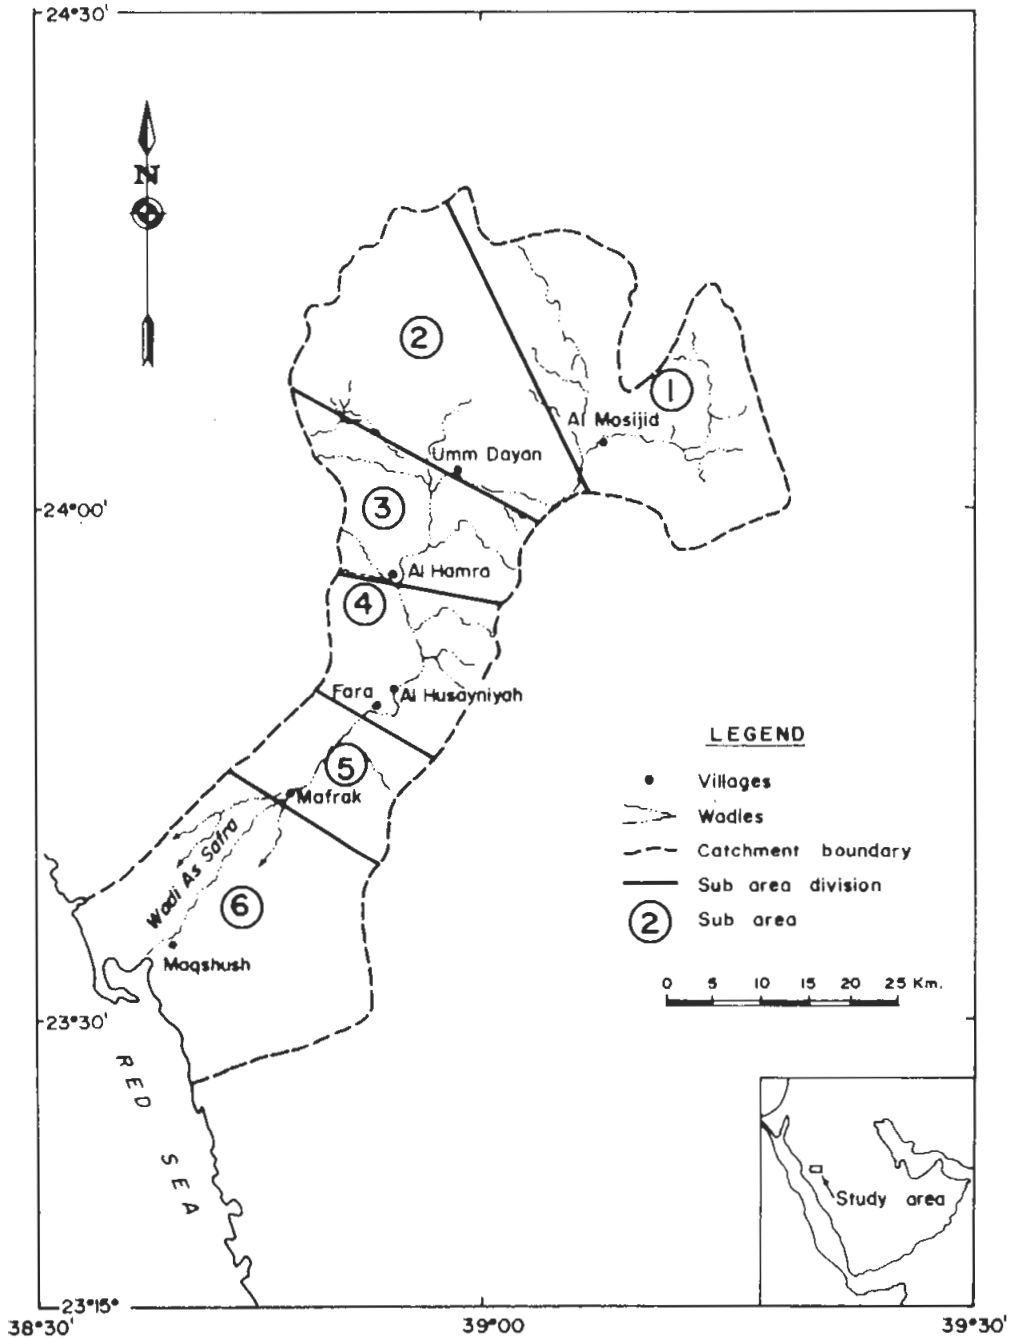 24°30'
N
2
1
Al Mosijid
Umm Dayan
3
24°00'
Al Hamra
4
Fara
Al Husayniyah
LEGEND
5
Villages
Mafrak
Wadies
Wadi As Safra
Catchment boundary
Sub area division
6
2 Sub area
Maqshush
0 5 10 15 20 25 Km.
23°30'
RED SEA
Study area
23°15°
38°30' 39°00 39°30'